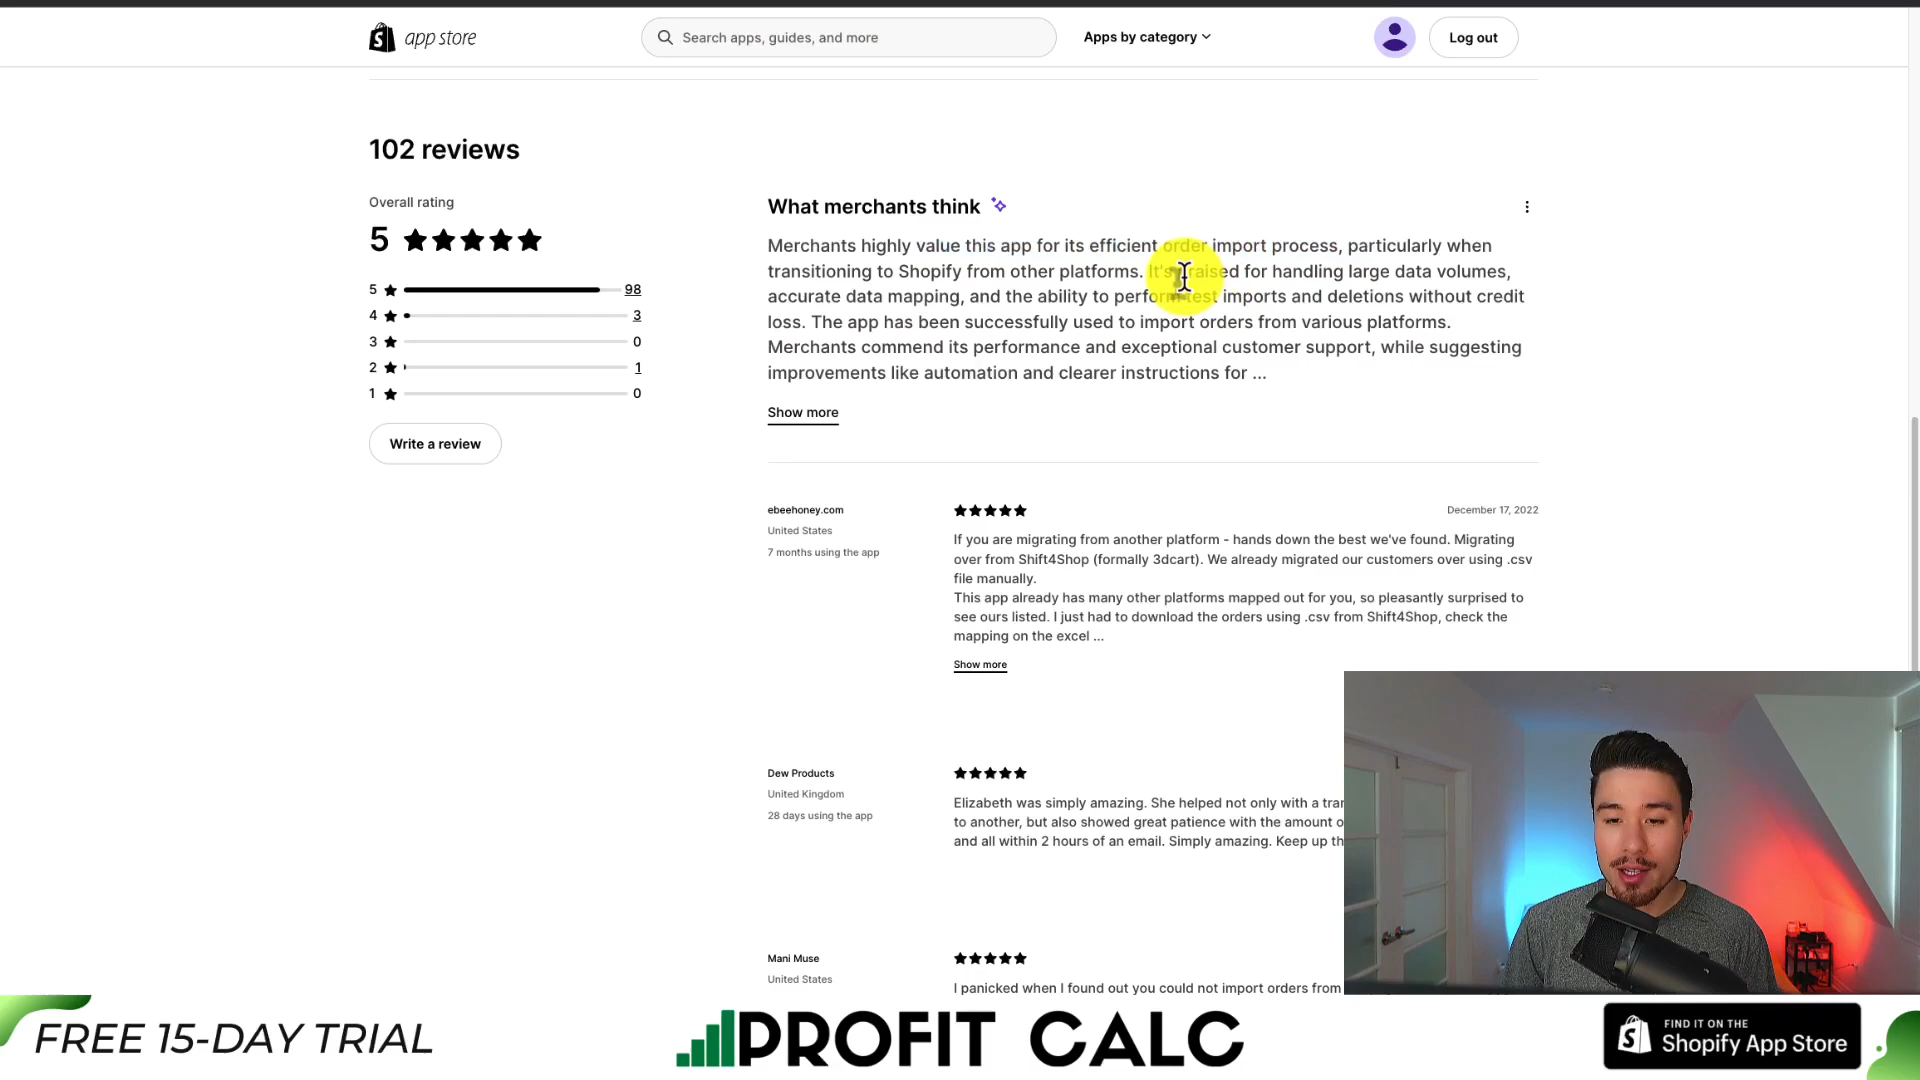 app store
Search apps, guides, and more
Apps by category
Log out
102 reviews
Overall rating
5
5 98
4 3
3 0
2 1
1 0
Write a review
What merchants think
Merchants highly value this app for its efficient order import process, particularly when
transitioning to Shopify from other platforms. It's praised for handling large data volumes,
accurate data mapping, and the ability to perform test imports and deletions without credit
loss. The app has been successfully used to import orders from various platforms.
Merchants commend its performance and exceptional customer support, while suggesting
improvements like automation and clearer instructions for ...
Show more
ebeehoney.com
United States
7 months using the app
December 17, 2022
If you are migrating from another platform - hands down the best we've found. Migrating
over from Shift4Shop (formally 3dcart). We already migrated our customers over using .csv
file manually.
This app already has many other platforms mapped out for you, so pleasantly surprised to
see ours listed. I just had to download the orders using .csv from Shift4Shop, check the
mapping on the excel ...
Show more
Dew Products
United Kingdom
28 days using the app
Elizabeth was simply amazing. She helped not only with a
to another, but also showed great patience with the amount
and all within 2 hours of an email. Simply amazing. Keep up
Mani Muse
United States
I panicked when I found out you could not import orders from
FREE 15-DAY TRIAL
PROFIT CALC
FIND IT ON THE
Shopify App Store